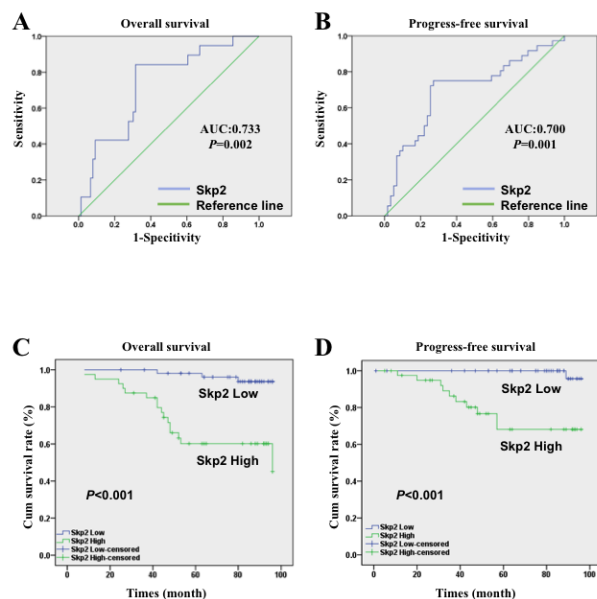 A
Overall survival
Sensitivity
1.0
0.8
0.6
0.4
0.2
0.0
AUC:0.733
P=0.002
Skp2
Reference line
0.0 0.2 0.4 0.6 0.8 1.0
1-Specitivity
B
Progress-free survival
Sensitivity
1.0
0.8
0.6
0.4
0.2
0.0
AUC:0.700
P=0.001
Skp2
Reference line
0.0 0.2 0.4 0.6 0.8 1.0
1-Specitivity
C
Overall survival
Cum survival rate (%)
1.0
0.8
0.6
0.4
0.2
0.0
Skp2 Low
Skp2 High
P<0.001
Skp2 Low
Skp2 High
Skp2 Low-censored
Skp2 High-censored
0 20 40 60 80 100
Times (month)
D
Progress-free survival
Cum survival rate (%)
1.0
0.8
0.6
0.4
0.2
0.0
Skp2 Low
Skp2 High
P<0.001
Skp2 Low
Skp2 High
Skp2 Low-censored
Skp2 High-censored
0 20 40 60 80 100
Times (month)